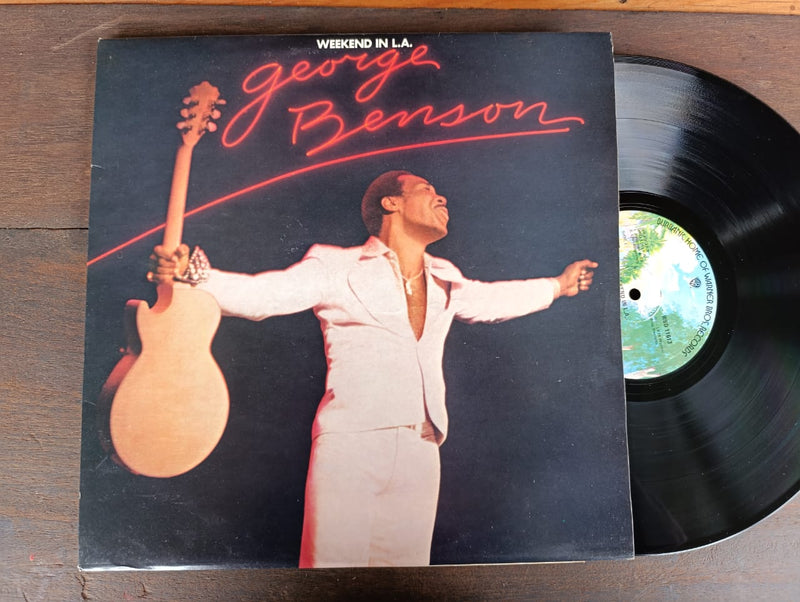 WEEKEND IN L.A.
george
Benson
BURBANK, HOME OF WARNER BROS. RECORDS